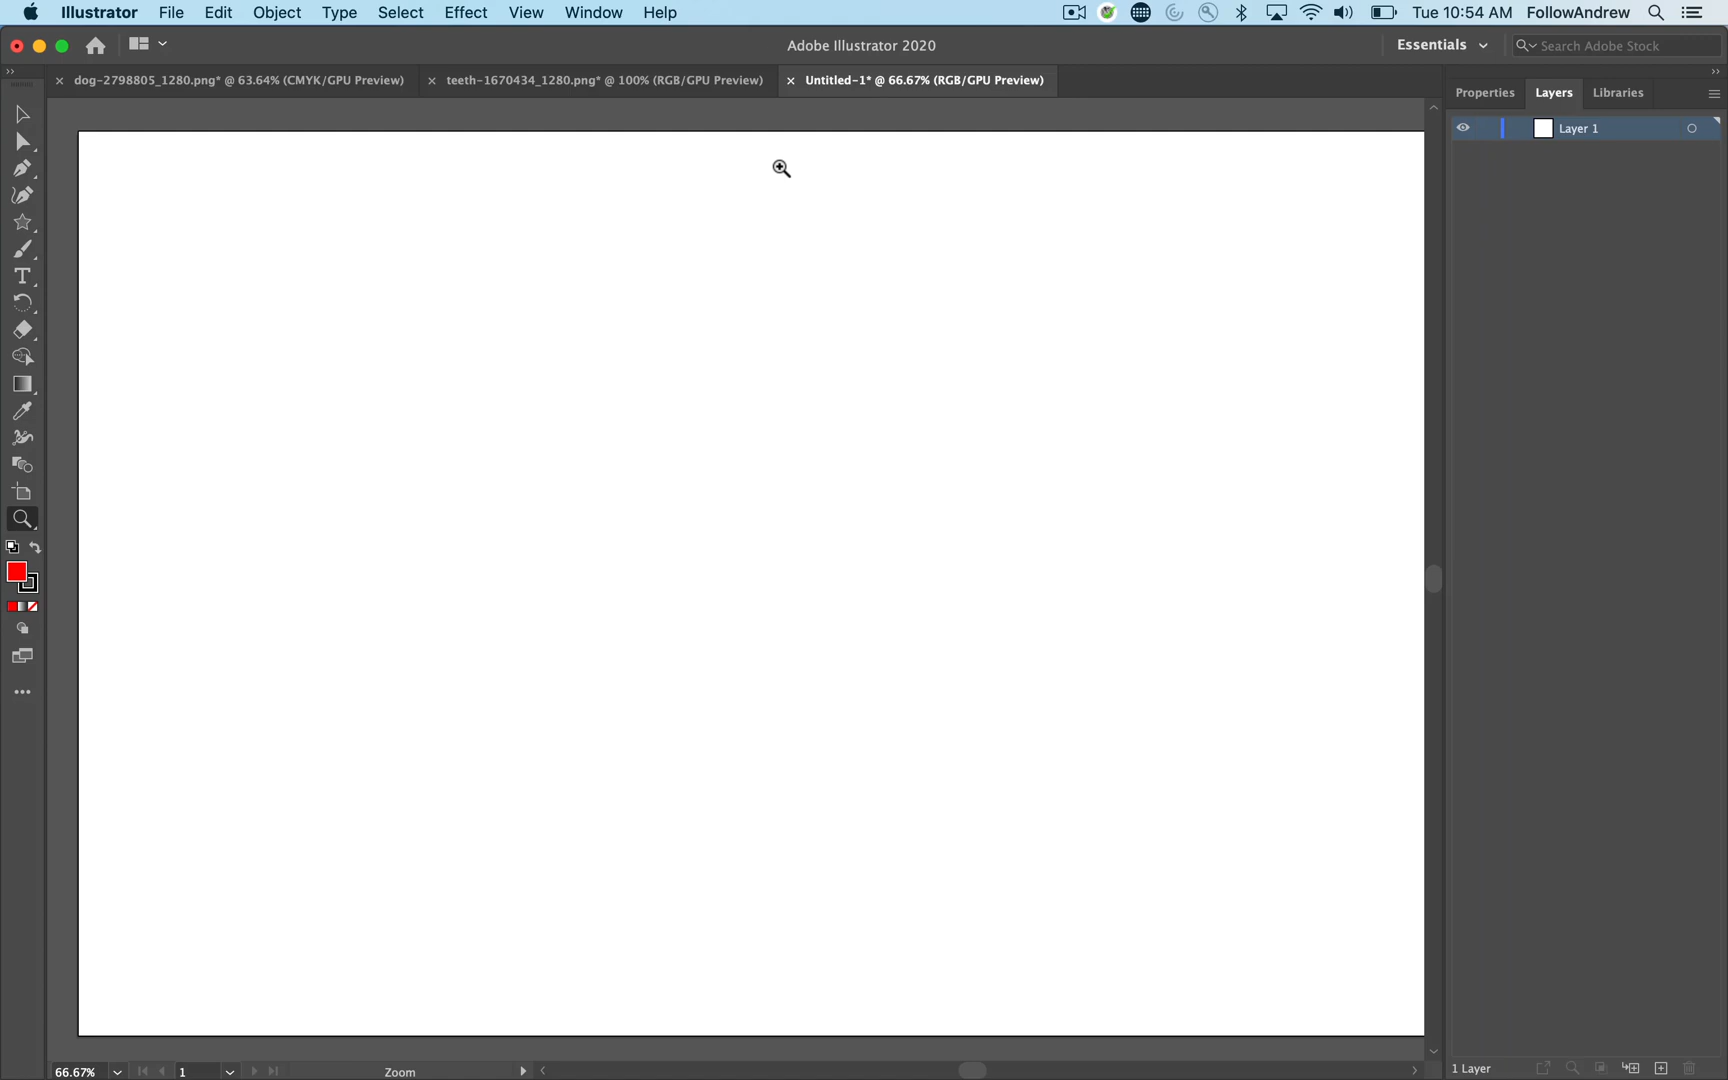 Illustrator File Edit Object Type Select Effect View Window Help Tue 10:54 AM FollowAndrew
Adobe Illustrator 2020 Essentials Search Adobe Stock
dog-2798805_1280.png* @ 63.64% (CMYK/GPU Preview) teeth-1670434_1280.png* @ 100% (RGB/GPU Preview) Untitled-1* @ 66.67% (RGB/GPU Preview)
Properties Layers Libraries
Layer 1
66.67% 1 Zoom 1 Layer